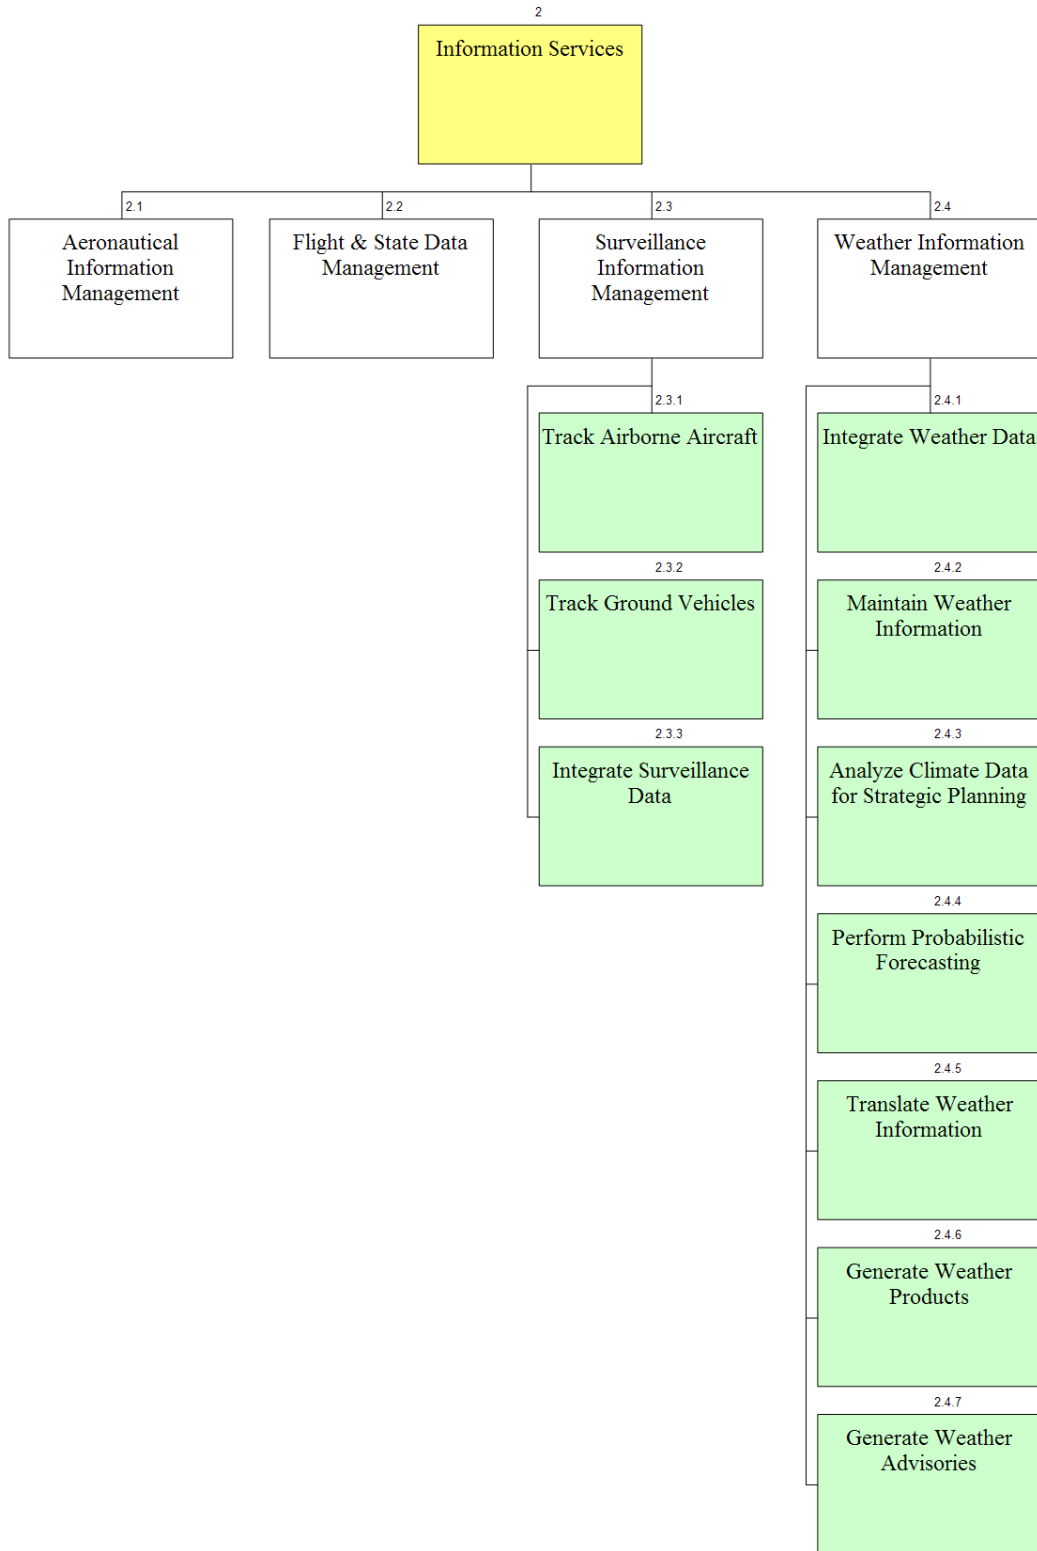 2
Information Services
2.1
Aeronautical
Information
Management
2.2
Flight & State Data
Management
2.3
Surveillance
Information
Management
2.4
Weather Information
Management
2.3.1
Track Airborne Aircraft
2.3.2
Track Ground Vehicles
2.3.3
Integrate Surveillance
Data
2.4.1
Integrate Weather Data
2.4.2
Maintain Weather
Information
2.4.3
Analyze Climate Data
for Strategic Planning
2.4.4
Perform Probabilistic
Forecasting
2.4.5
Translate Weather
Information
2.4.6
Generate Weather
Products
2.4.7
Generate Weather
Advisories